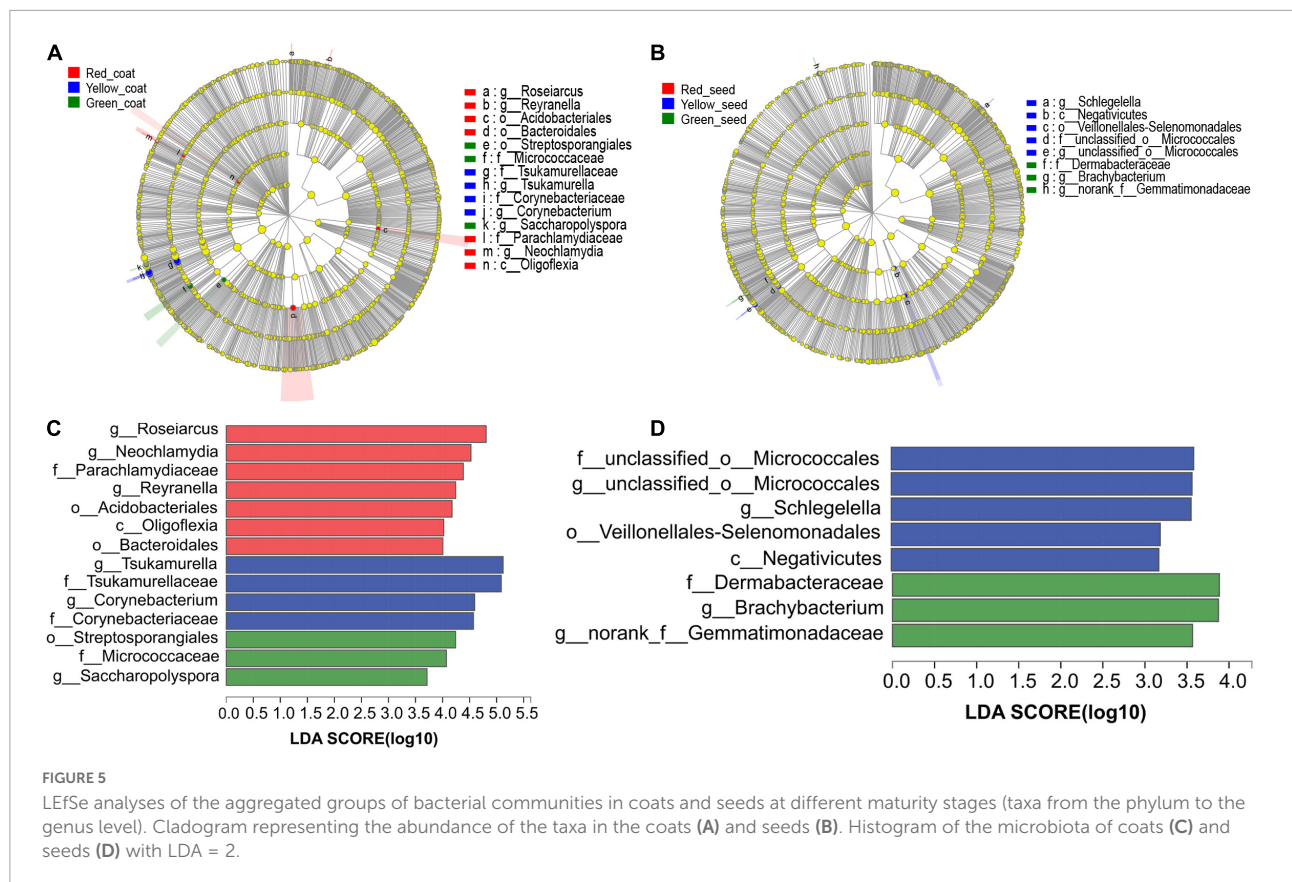 A
Red_coat
Yellow_coat
Green_coat
a
b
c
d
e
f
g
h
k
l
m
n
a : g__Roseiarcus
b : g__Reyranella
c : o__Acidobacteriales
d : o__Bacteroidales
e : o__Streptosporangiales
f : f__Micrococcaceae
g : f__Tsukamurellaceae
h : g__Tsukamurella
i : f__Corynebacteriaceae
j : g__Corynebacterium
k : g__Saccharopolyspora
l : f__Parachlamydiaceae
m : g__Neochlamydia
n : c__Oligoflexia
B
Red_seed
Yellow_seed
Green_seed
a
b
c
d
e
f
g
h
a : g__Schlegelella
b : c__Negativicutes
c : o__Veillonellales-Selenomonadales
d : f__unclassified_o__Micrococcales
e : g__unclassified_o__Micrococcales
f : f__Dermabacteraceae
g : g__Brachybacterium
h : g__norank_f__Gemmatimonadaceae
C
g__Roseiarcus
g__Neochlamydia
f__Parachlamydiaceae
g__Reyranella
o__Acidobacteriales
c__Oligoflexia
o__Bacteroidales
g__Tsukamurella
f__Tsukamurellaceae
g__Corynebacterium
f__Corynebacteriaceae
o__Streptosporangiales
f__Micrococcaceae
g__Saccharopolyspora
0.0 0.5 1.0 1.5 2.0 2.5 3.0 3.5 4.0 4.5 5.0 5.5
LDA SCORE(log10)
D
f__unclassified_o__Micrococcales
g__unclassified_o__Micrococcales
g__Schlegelella
o__Veillonellales-Selenomonadales
c__Negativicutes
f__Dermabacteraceae
g__Brachybacterium
g__norank_f__Gemmatimonadaceae
0.0 0.5 1.0 1.5 2.0 2.5 3.0 3.5 4.0
LDA SCORE(log10)
FIGURE 5
LEfSe analyses of the aggregated groups of bacterial communities in coats and seeds at different maturity stages (taxa from the phylum to the
genus level). Cladogram representing the abundance of the taxa in the coats (A) and seeds (B). Histogram of the microbiota of coats (C) and
seeds (D) with LDA = 2.